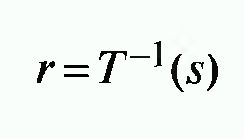 r = T⁻¹(s)